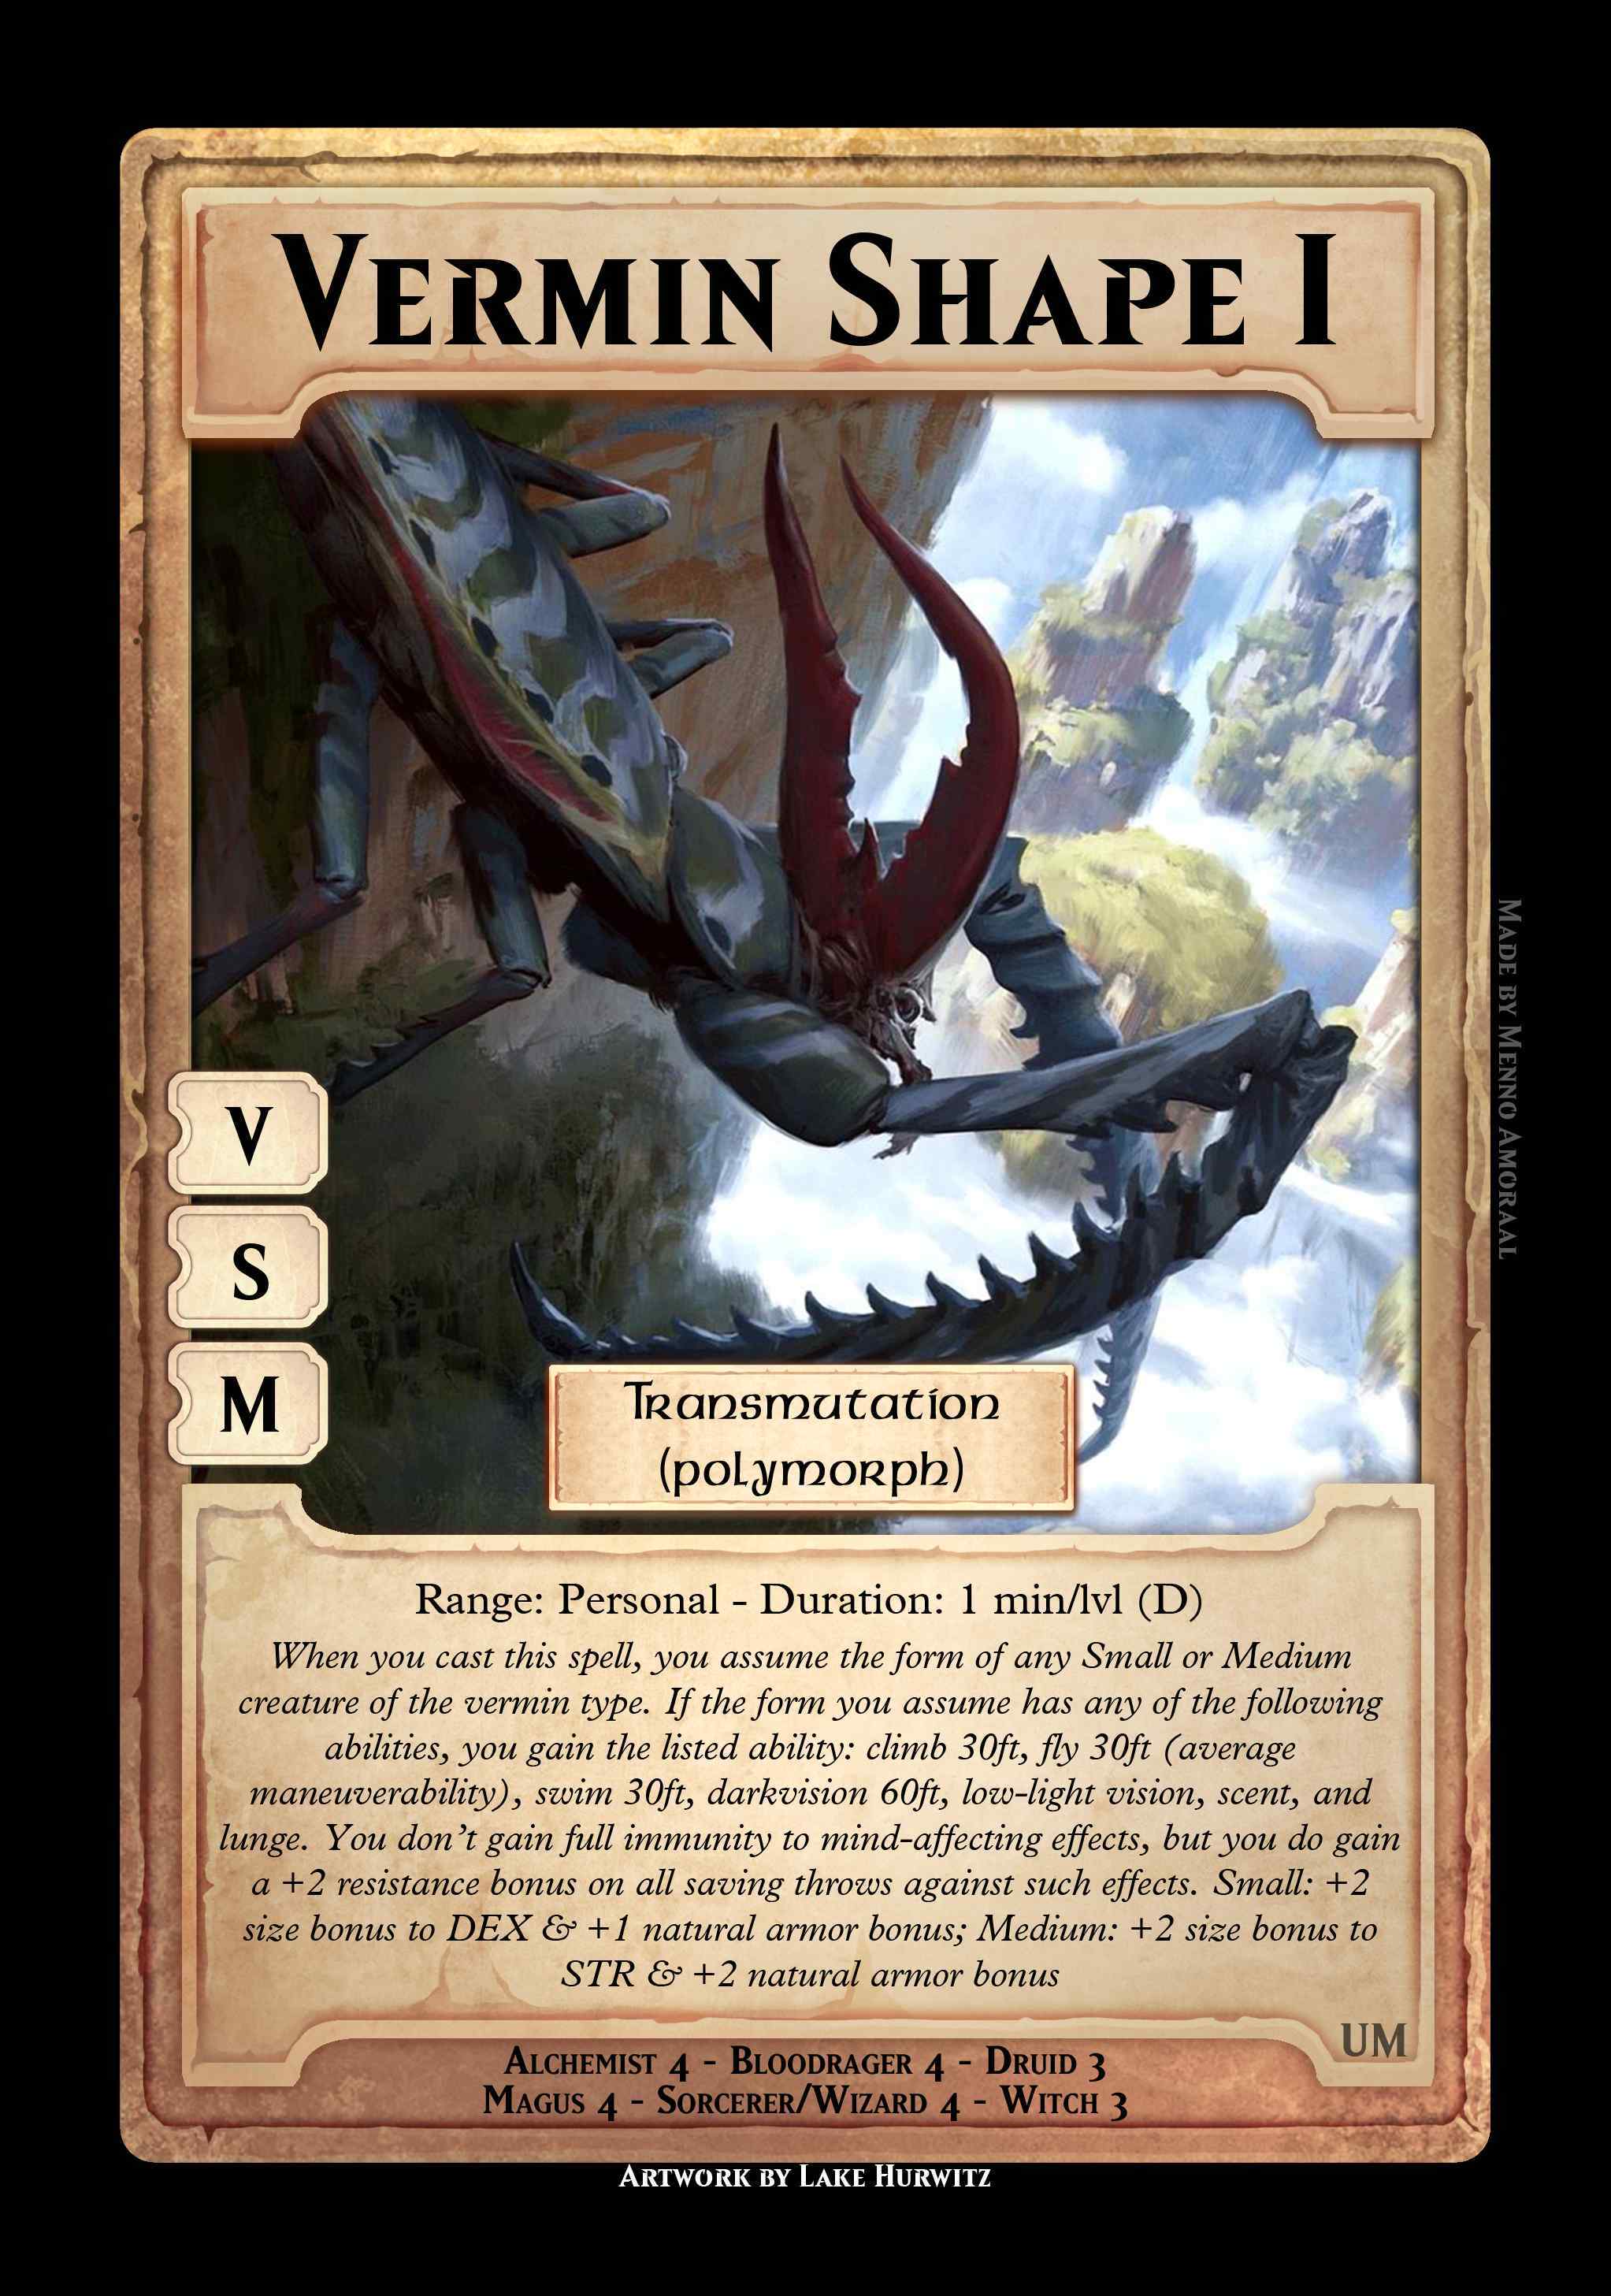 Vermin Shape I
V
S
M
Transmutation
(polymorph)
Range: Personal - Duration: 1 min/lvl (D)
When you cast this spell, you assume the form of any Small or Medium
creature of the vermin type. If the form you assume has any of the following
abilities, you gain the listed ability: climb 30ft, fly 30ft (average
maneuverability), swim 30ft, darkvision 60ft, low-light vision, scent, and
lunge. You don't gain full immunity to mind-affecting effects, but you do gain
a +2 resistance bonus on all saving throws against such effects. Small: +2
size bonus to DEX & +1 natural armor bonus; Medium: +2 size bonus to
STR & +2 natural armor bonus
UM
Alchemist 4 - Bloodrager 4 - Druid 3
Magus 4 - Sorcerer/Wizard 4 - Witch 3
Artwork by Lake Hurwitz
Made by Menno Amoraal